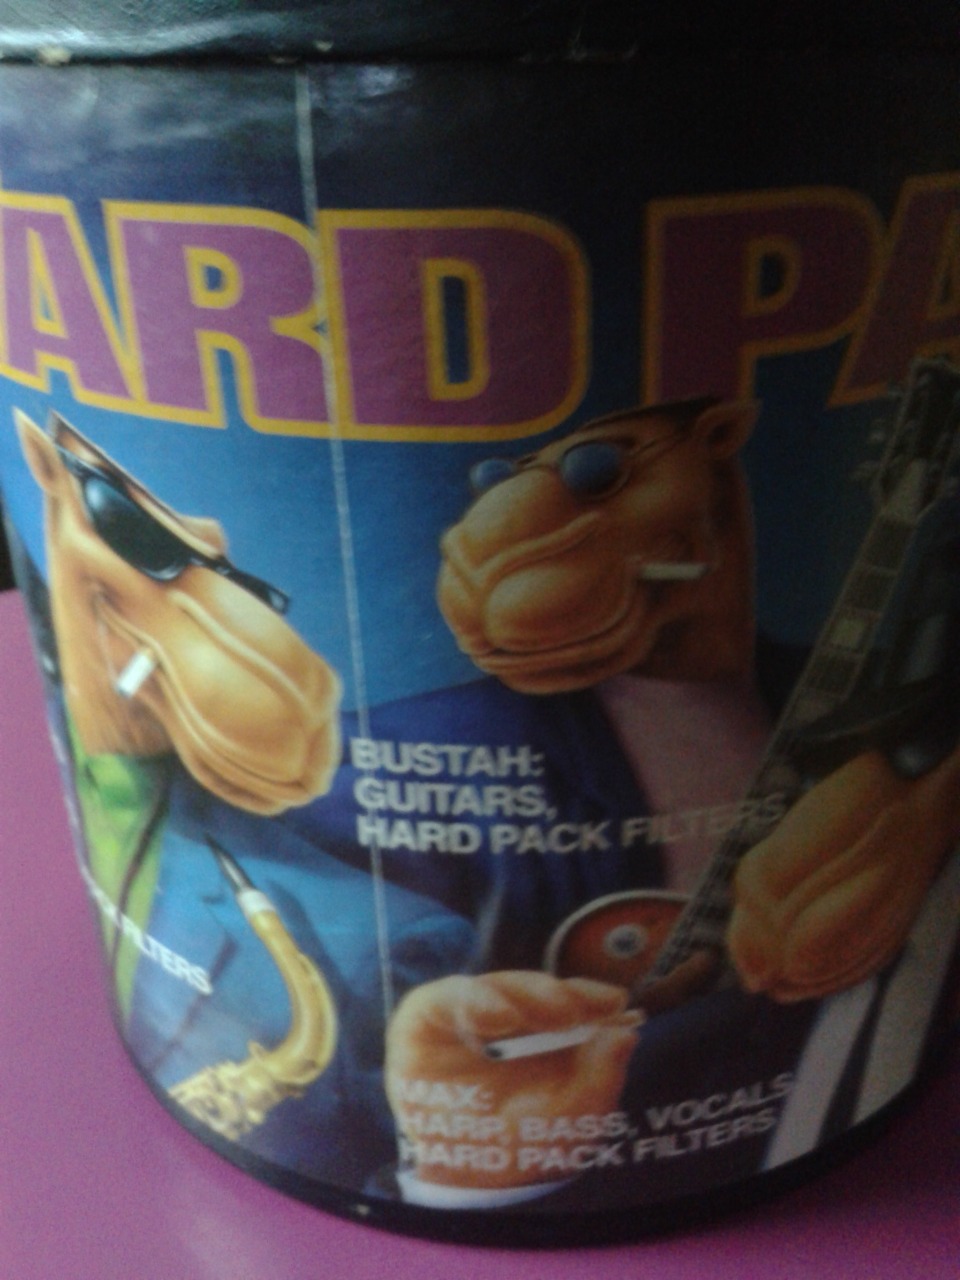 ARD PA
BUSTAH:
GUITARS,
HARD PACK FILTERS
FILTERS
MAX:
HARP, BASS, VOCALS
HARD PACK FILTERS